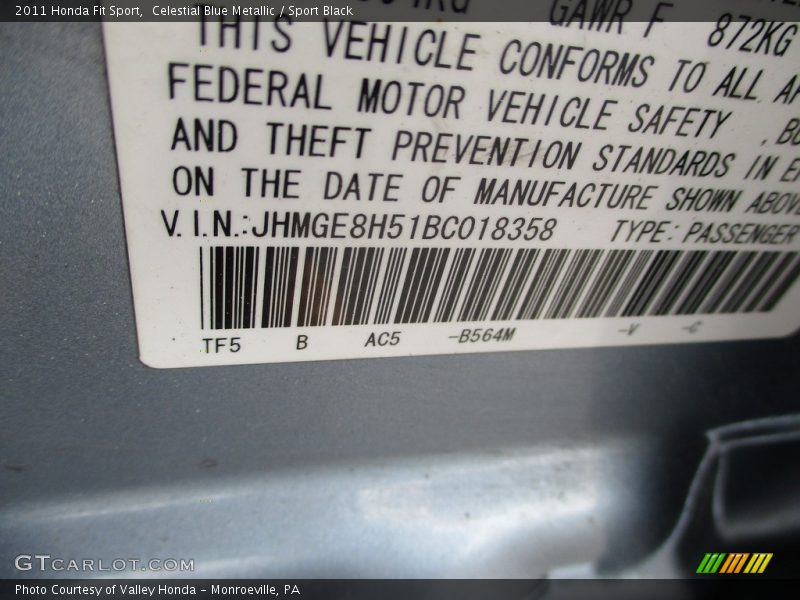 2011 Honda Fit Sport,  Celestial Blue Metallic / Sport Black
GAWR F 872KG
THIS VEHICLE CONFORMS TO ALL
FEDERAL MOTOR VEHICLE SAFETY
AND THEFT PREVENTION STANDARDS IN
ON THE DATE OF MANUFACTURE SHOWN ABOVE
V.I.N.:JHMGE8H51BC018358 TYPE:PASSENGER
TF5 B AC5 -B564M -V -C
GTCARLOT.COM
Photo Courtesy of Valley Honda - Monroeville, PA